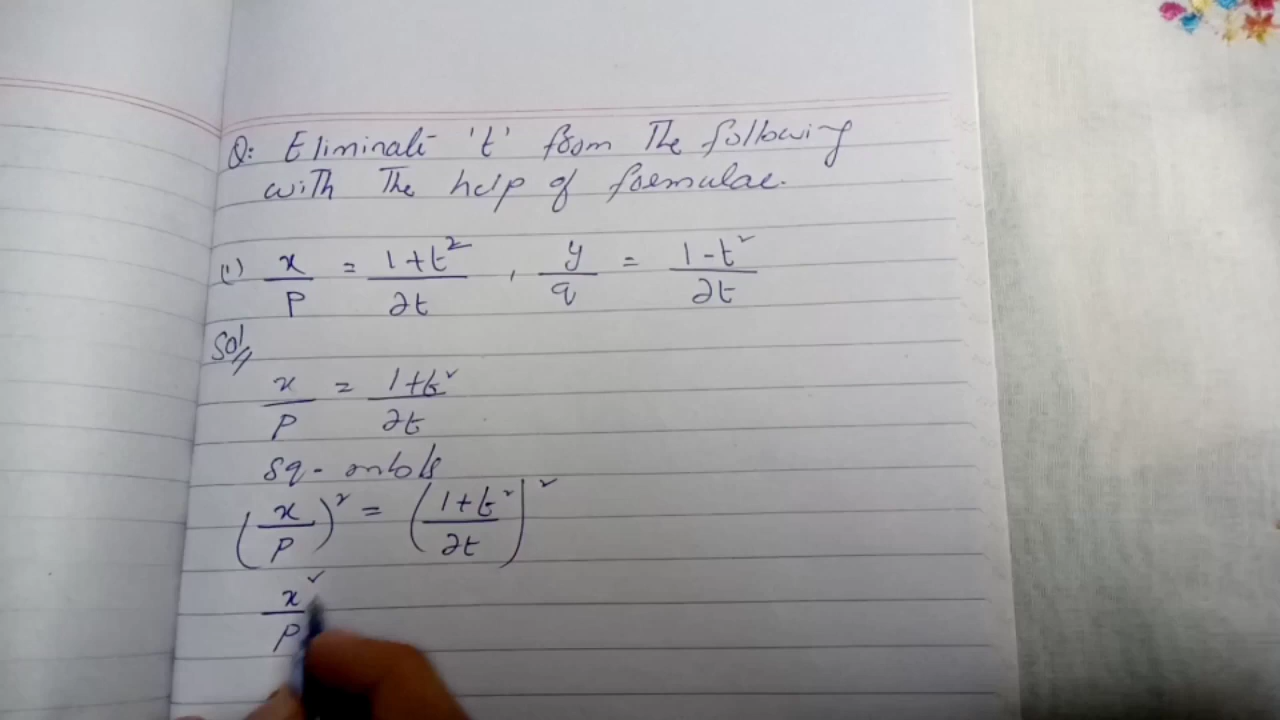 Q: Eliminate 't' from The following
with The help of formulae.
(1) x/p = 1+t²/2t , y/q = 1-t²/2t
Sol
x/p = 1+t²/2t
Sq- on b/s
(x/p)² = (1+t²/2t)²
x²/p